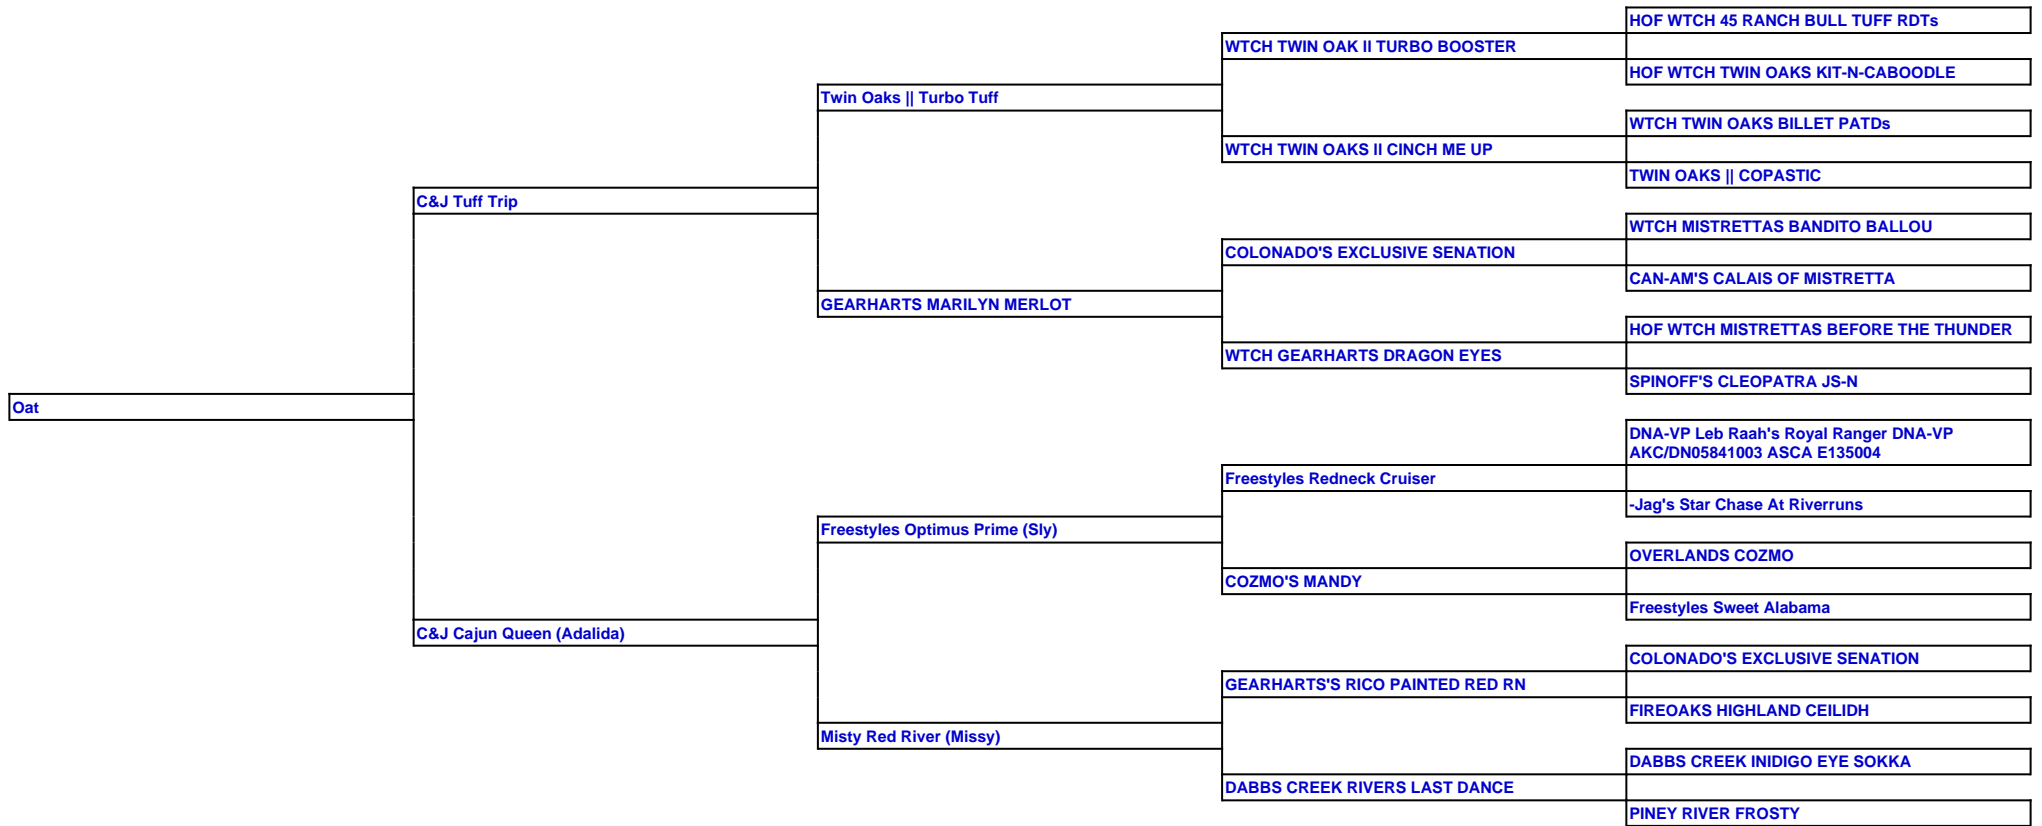 HOF WTCH 45 RANCH BULL TUFF RDTs
WTCH TWIN OAK II TURBO BOOSTER
HOF WTCH TWIN OAKS KIT-N-CABOODLE
Twin Oaks || Turbo Tuff
WTCH TWIN OAKS BILLET PATDs
WTCH TWIN OAKS II CINCH ME UP
TWIN OAKS || COPASTIC
C&J Tuff Trip
WTCH MISTRETTAS BANDITO BALLOU
COLONADO'S EXCLUSIVE SENATION
CAN-AM'S CALAIS OF MISTRETTA
GEARHARTS MARILYN MERLOT
HOF WTCH MISTRETTAS BEFORE THE THUNDER
WTCH GEARHARTS DRAGON EYES
SPINOFF'S CLEOPATRA JS-N
Oat
DNA-VP Leb Raah's Royal Ranger DNA-VP
AKC/DN05841003 ASCA E135004
Freestyles Redneck Cruiser
-Jag's Star Chase At Riverruns
Freestyles Optimus Prime (Sly)
OVERLANDS COZMO
COZMO'S MANDY
Freestyles Sweet Alabama
C&J Cajun Queen (Adalida)
COLONADO'S EXCLUSIVE SENATION
GEARHARTS'S RICO PAINTED RED RN
FIREOAKS HIGHLAND CEILIDH
Misty Red River (Missy)
DABBS CREEK INIDIGO EYE SOKKA
DABBS CREEK RIVERS LAST DANCE
PINEY RIVER FROSTY